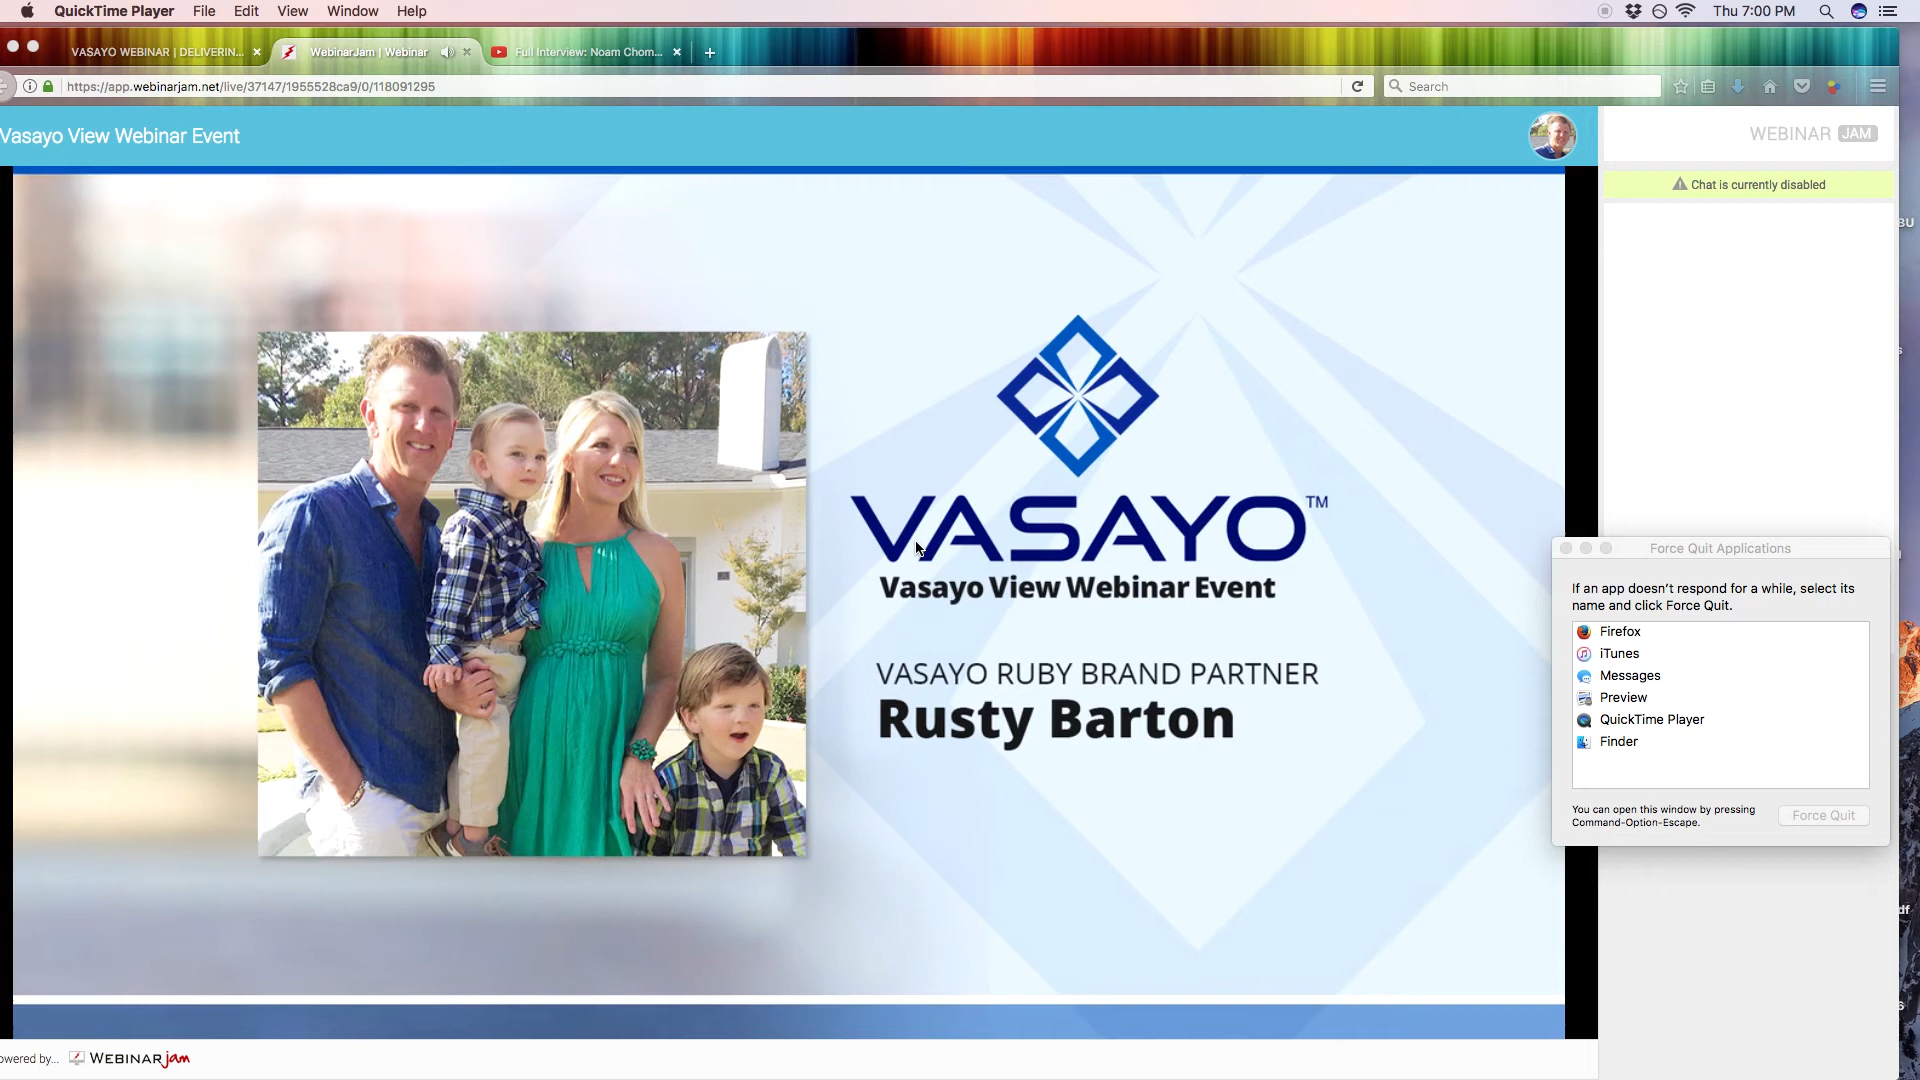 QuickTime Player File Edit View Window Help Thu 7:00 PM
VASAYO WEBINAR | DELIVERIN... WebinarJam | Webinar Full Interview: Noam Chom...
https://app.webinarjam.net/live/37147/1955528ca9/0/118091295 Search
Vasayo View Webinar Event
WEBINAR JAM
Chat is currently disabled
BU
VASAYO™
Vasayo View Webinar Event
VASAYO RUBY BRAND PARTNER
Rusty Barton
Force Quit Applications
If an app doesn't respond for a while, select its
name and click Force Quit.
Firefox
iTunes
Messages
Preview
QuickTime Player
Finder
You can open this window by pressing
Command-Option-Escape.
Force Quit
df
owered by... WEBINARjam